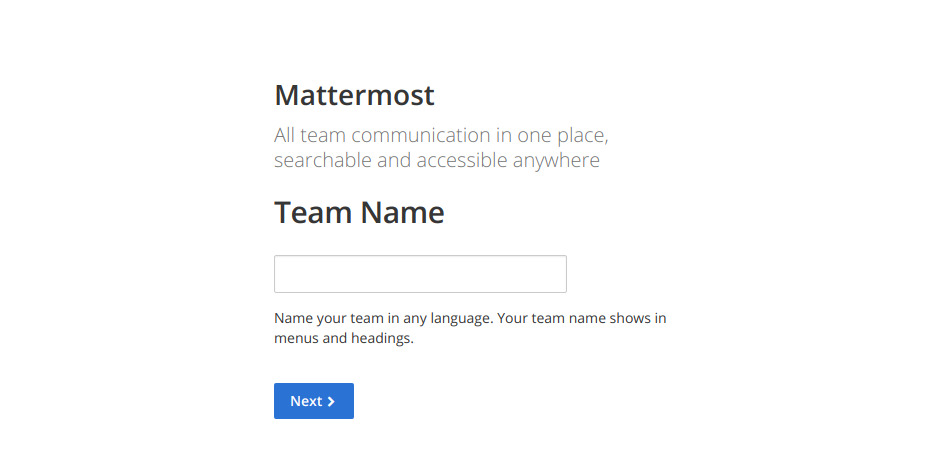 Mattermost
All team communication in one place,
searchable and accessible anywhere
Team Name
Name your team in any language. Your team name shows in
menus and headings.
Next